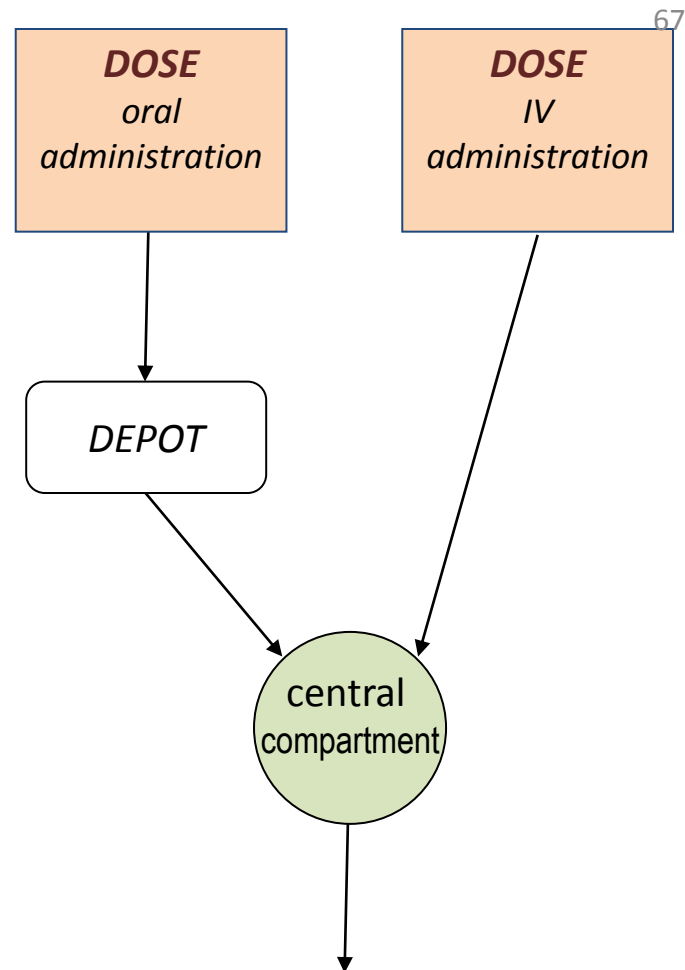 67
DOSE
oral
administration
DOSE
IV
administration
DEPOT
central
compartment